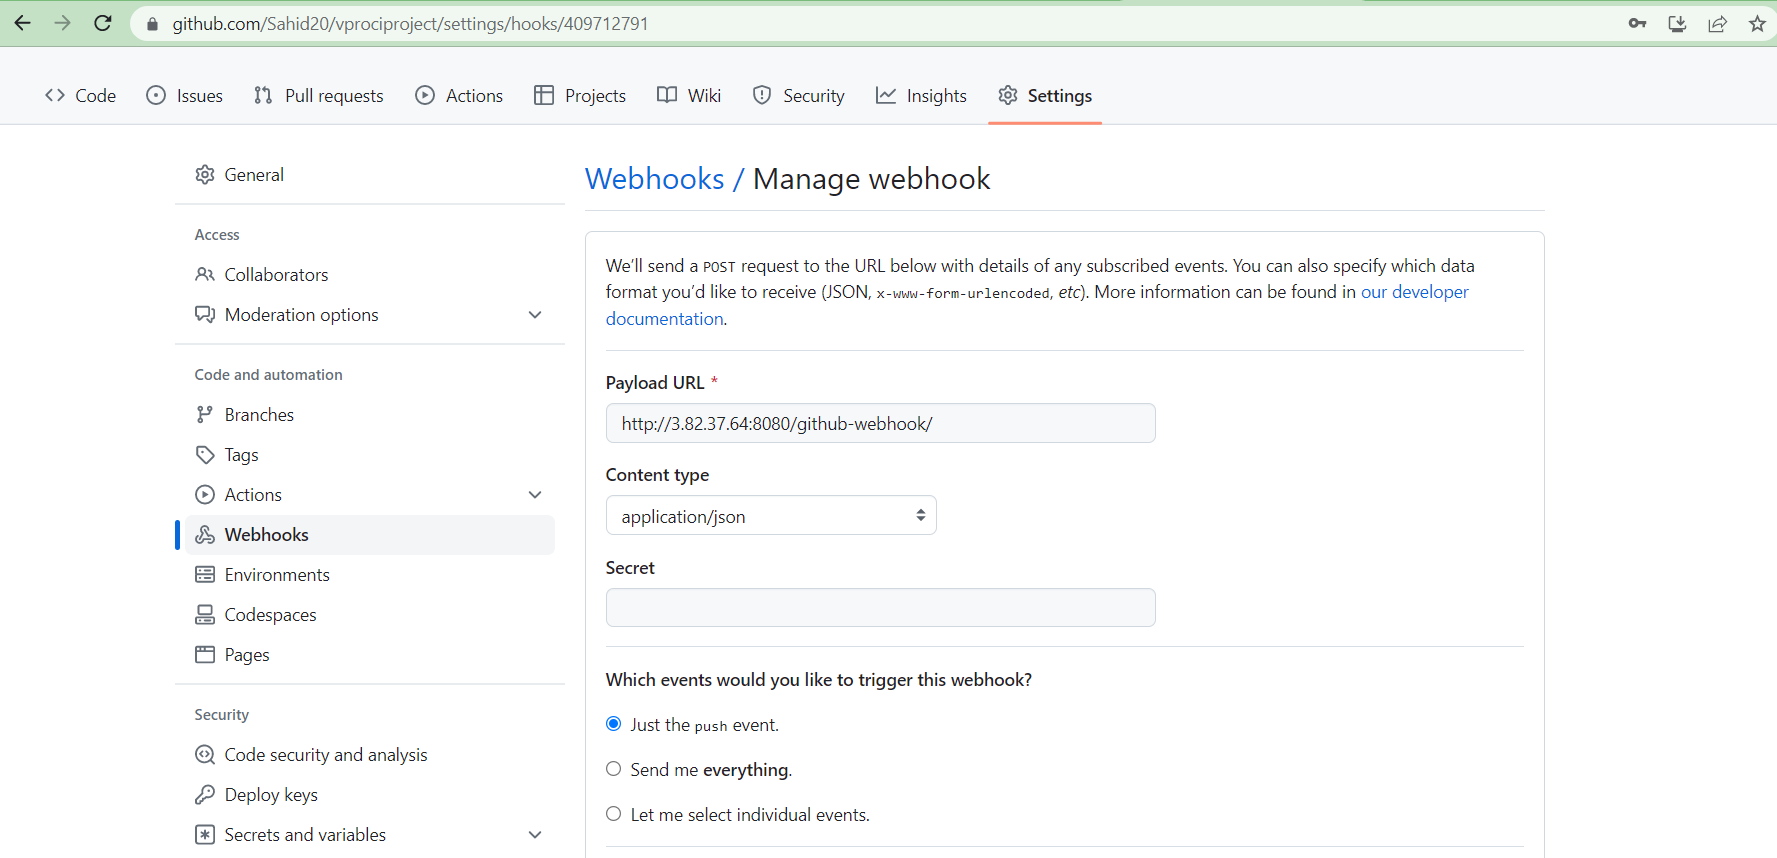 github.com/Sahid20/vprociproject/settings/hooks/409712791
Code Issues Pull requests Actions Projects Wiki Security Insights Settings
General
Access
Collaborators
Moderation options
Code and automation
Branches
Tags
Actions
Webhooks
Environments
Codespaces
Pages
Security
Code security and analysis
Deploy keys
Secrets and variables
Webhooks / Manage webhook
We’ll send a POST request to the URL below with details of any subscribed events. You can also specify which data
format you’d like to receive (JSON, x-www-form-urlencoded, etc). More information can be found in our developer
documentation.
Payload URL *
http://3.82.37.64:8080/github-webhook/
Content type
application/json
Secret
Which events would you like to trigger this webhook?
Just the push event.
Send me everything.
Let me select individual events.